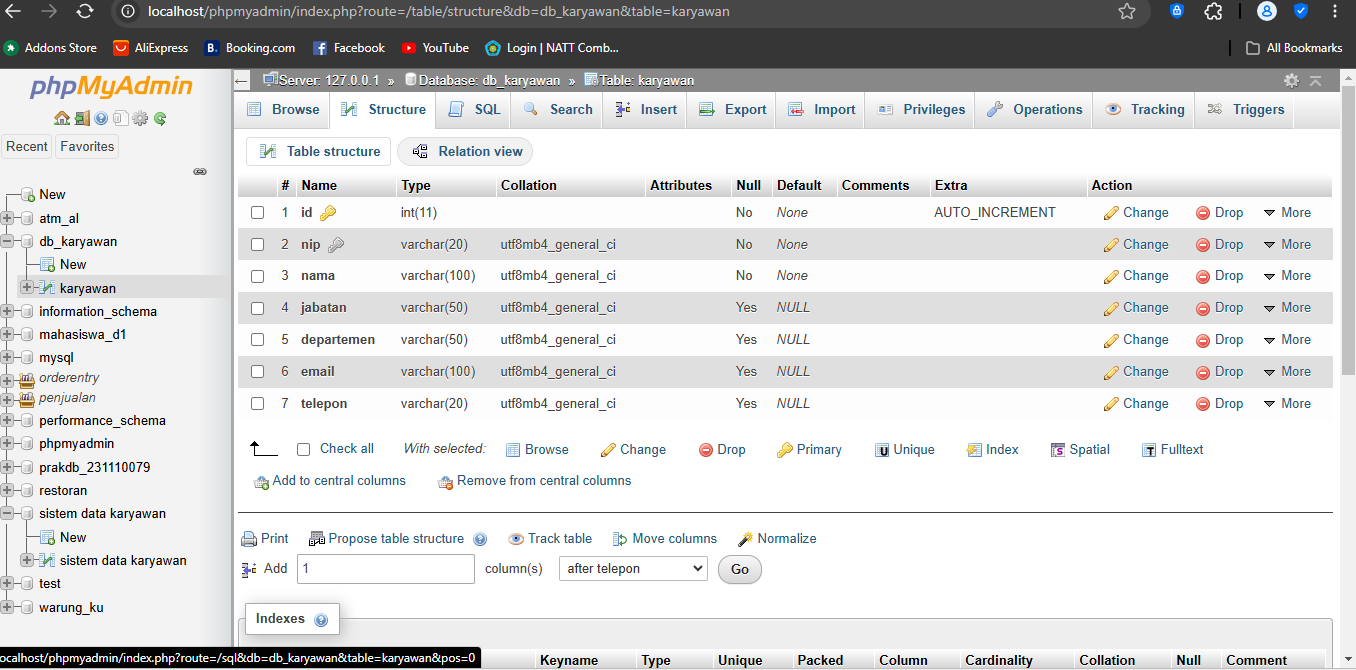 localhost/phpmyadmin/index.php?route=/table/structure&db=db_karyawan&table=karyawan
Addons Store AliExpress B. Booking.com Facebook YouTube Login | NATT Comb... All Bookmarks
phpMyAdmin
Recent Favorites
New
atm_al
db_karyawan
New
karyawan
information_schema
mahasiswa_d1
mysql
orderentry
penjualan
performance_schema
phpmyadmin
prakdb_231110079
restoran
sistem data karyawan
New
sistem data karyawan
test
warung_ku
Server: 127.0.0.1 » Database: db_karyawan » Table: karyawan
Browse Structure SQL Search Insert Export Import Privileges Operations Tracking Triggers
Table structure Relation view
# Name Type Collation Attributes Null Default Comments Extra Action
1 id int(11) No None AUTO_INCREMENT Change Drop More
2 nip varchar(20) utf8mb4_general_ci No None Change Drop More
3 nama varchar(100) utf8mb4_general_ci No None Change Drop More
4 jabatan varchar(50) utf8mb4_general_ci Yes NULL Change Drop More
5 departemen varchar(50) utf8mb4_general_ci Yes NULL Change Drop More
6 email varchar(100) utf8mb4_general_ci Yes NULL Change Drop More
7 telepon varchar(20) utf8mb4_general_ci Yes NULL Change Drop More
Check all With selected: Browse Change Drop Primary U Unique Index S Spatial T Fulltext
Add to central columns Remove from central columns
Print Propose table structure Track table Move columns Normalize
Add 1 column(s) after telepon Go
Indexes
ocalhost/phpmyadmin/index.php?route=/sql&db=db_karyawan&table=karyawan&pos=0
Keyname Type Unique Packed Column Cardinality Collation Null Comment